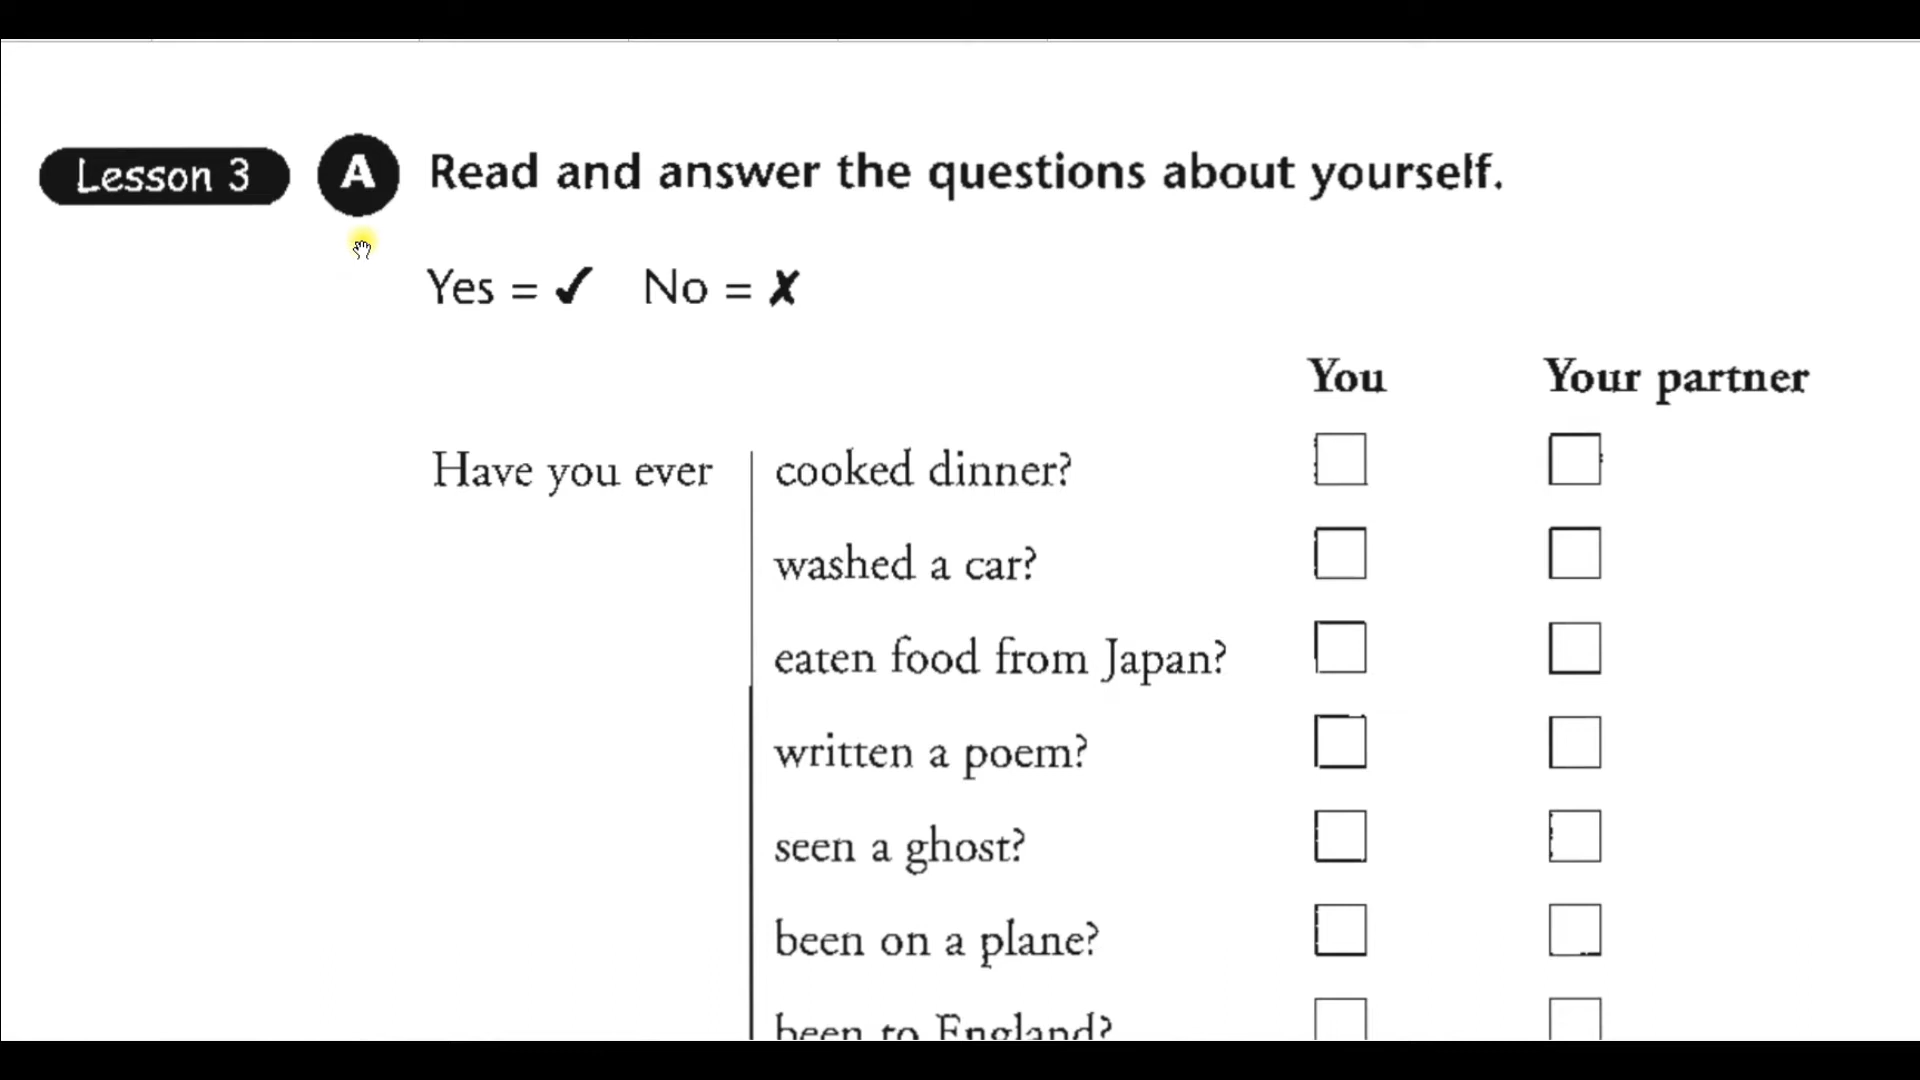 Lesson 3 A Read and answer the questions about yourself.
Yes = ✓ No = ✗
You Your partner
Have you ever cooked dinner?
washed a car?
eaten food from Japan?
written a poem?
seen a ghost?
been on a plane?
been to England?